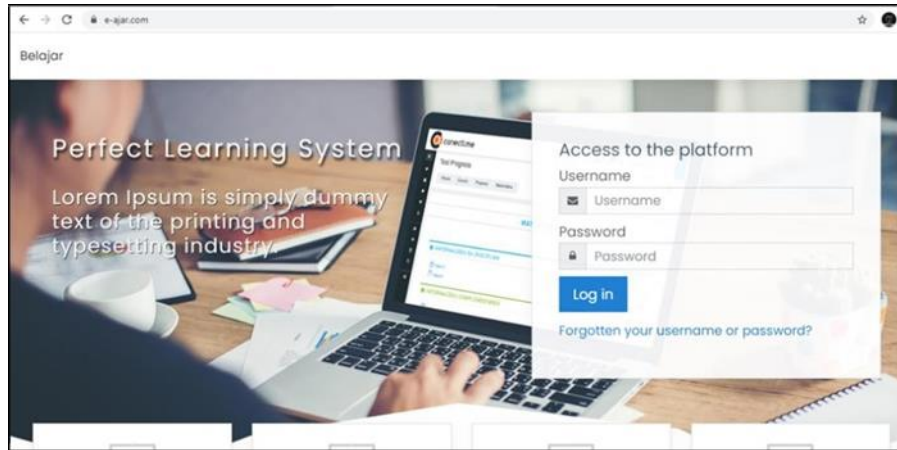 e-ajar.com
Belajar
Perfect Learning System
Lorem Ipsum is simply dummy
text of the printing and
typesetting industry.
conectLme
Access to the platform
Username
Username
Password
Password
Log in
Forgotten your username or password?